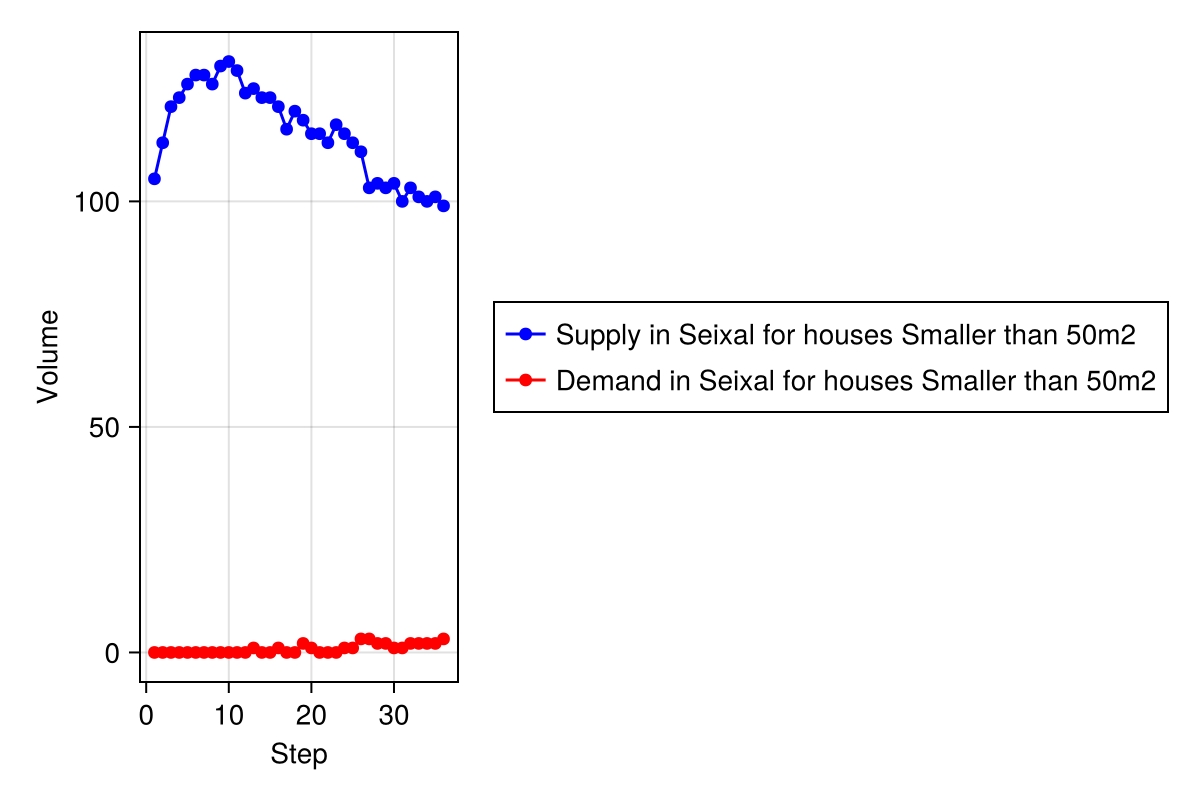 100
50
0
Volume
0 10 20 30
Step
Supply in Seixal for houses Smaller than 50m2
Demand in Seixal for houses Smaller than 50m2